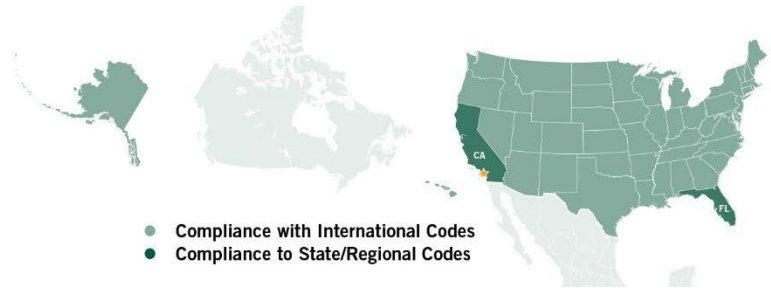 CA
FL
Compliance with International Codes
Compliance to State/Regional Codes